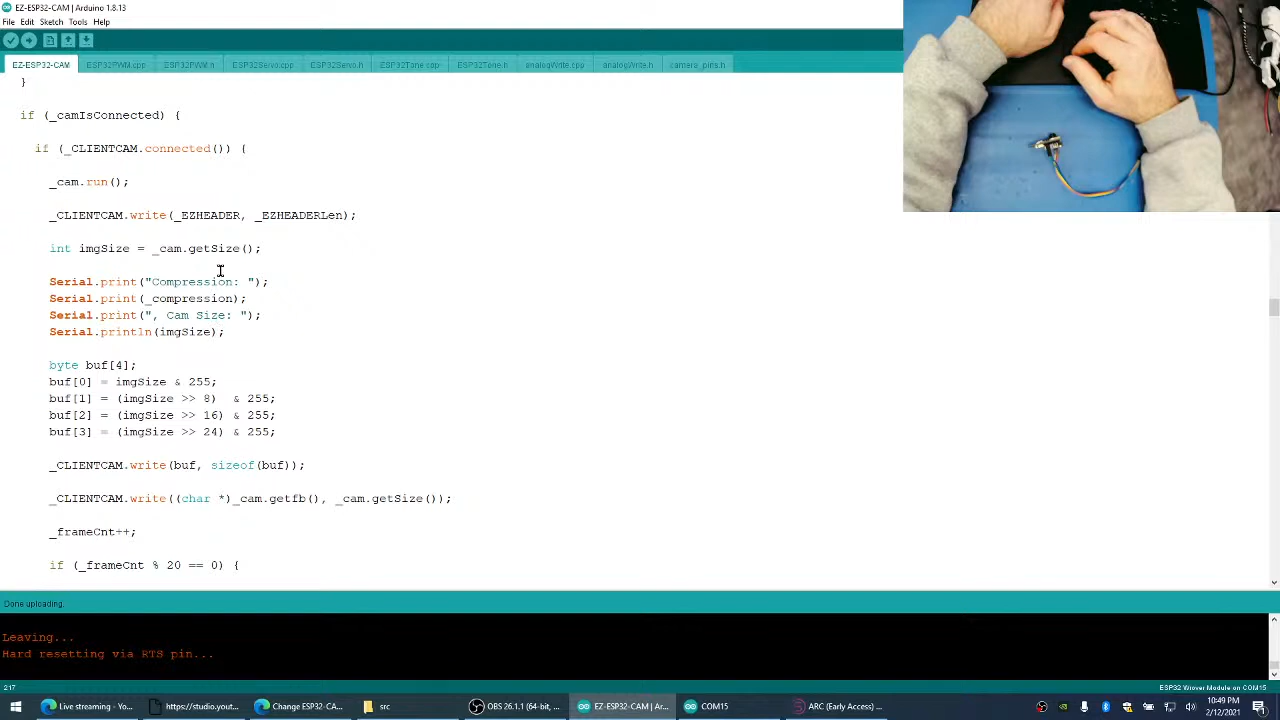 EZ-ESP32-CAM | Arduino 1.8.13
File Edit Sketch Tools Help
EZ-ESP32-CAM ESP32PWM.cpp ESP32PWM.h ESP32Servo.cpp ESP32Servo.h ESP32Tone.cpp ESP32Tone.h analogWrite.cpp analogWrite.h camera_pins.h
}
if (_camIsConnected) {
if (_CLIENTCAM.connected()) {
_cam.run();
_CLIENTCAM.write(_EZHEADER, _EZHEADERLen);
int imgSize = _cam.getSize();
Serial.print("Compression: ");
Serial.print(_compression);
Serial.print(", Cam Size: ");
Serial.println(imgSize);
byte buf[4];
buf[0] = imgSize & 255;
buf[1] = (imgSize >> 8)  & 255;
buf[2] = (imgSize >> 16) & 255;
buf[3] = (imgSize >> 24) & 255;
_CLIENTCAM.write(buf, sizeof(buf));
_CLIENTCAM.write((char *)_cam.getfb(), _cam.getSize());
_frameCnt++;
if (_frameCnt % 20 == 0) {
Done uploading.
Leaving...
Hard resetting via RTS pin...
217 ESP32 Wrover Module on COM15
Live streaming - Yo... https://studio.yout... Change ESP32-CA... src OBS 26.1.1 (64-bit, ... EZ-ESP32-CAM | Ar... COM15 ARC (Early Access) ... 10:49 PM
2/12/2021